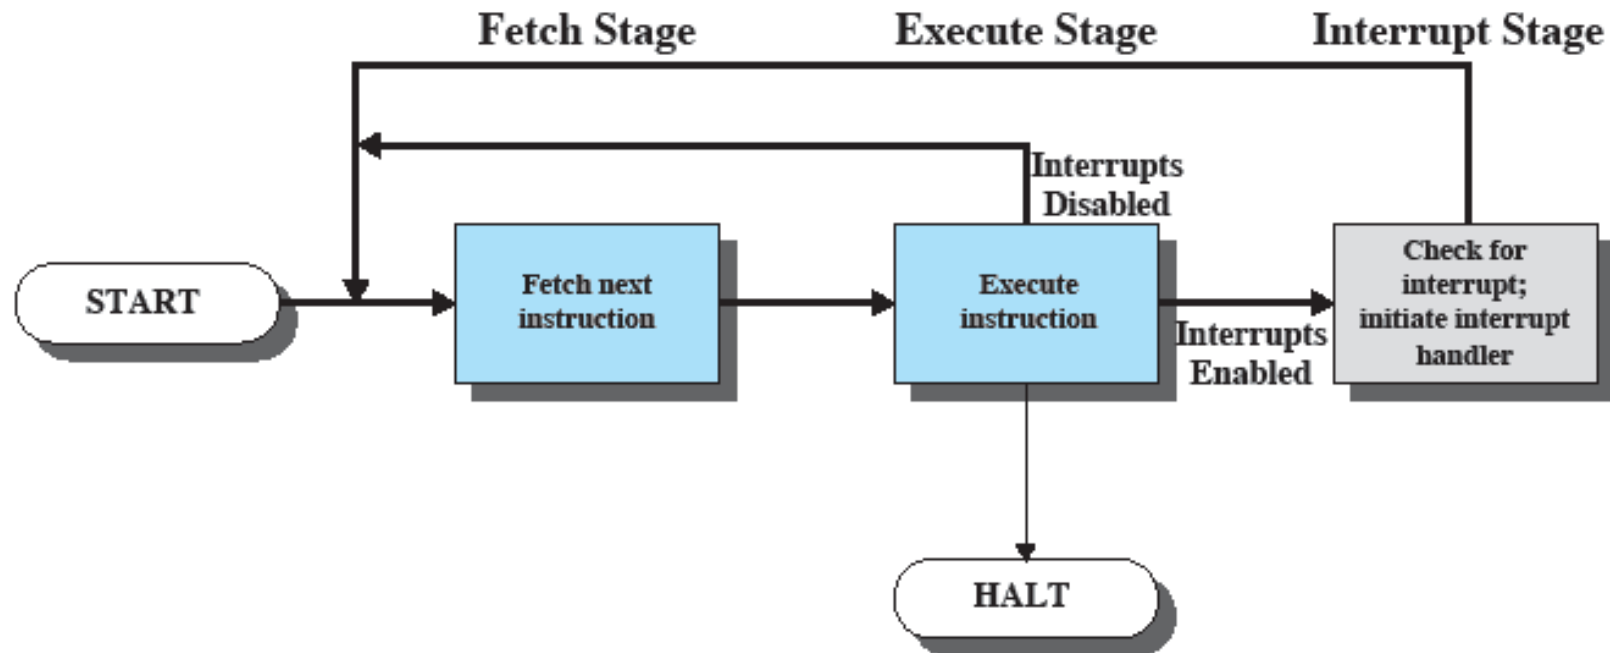 Fetch Stage
Execute Stage
Interrupt Stage
Interrupts
Disabled
START
Fetch next
instruction
Execute
instruction
Interrupts
Enabled
Check for
interrupt;
initiate interrupt
handler
HALT